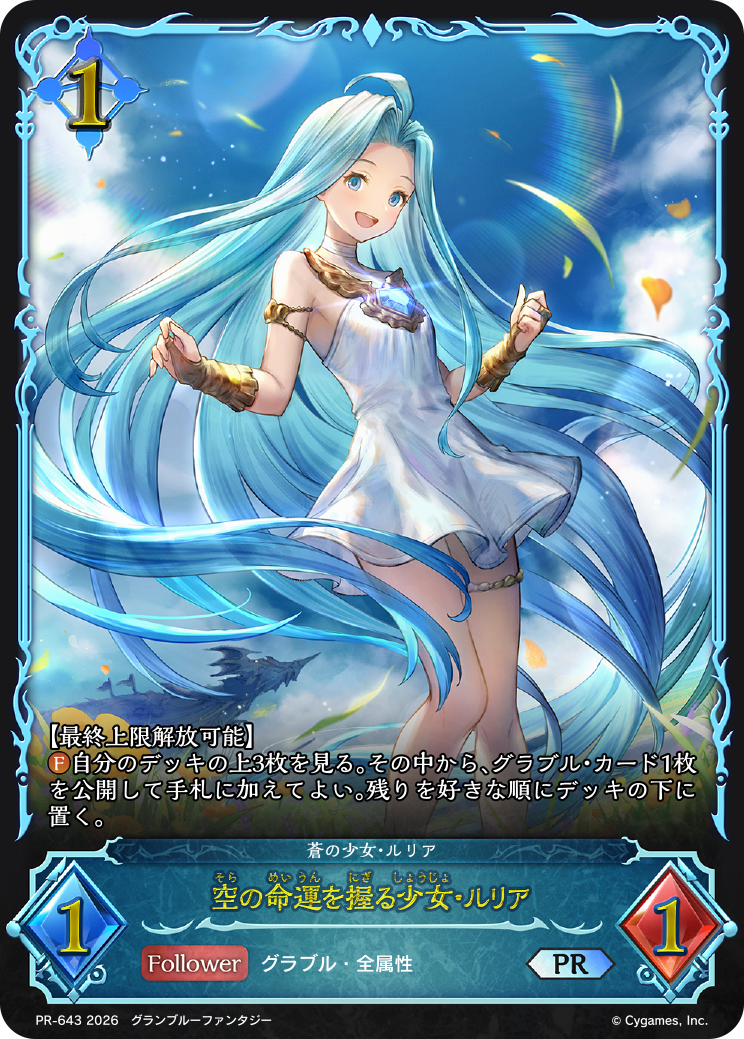 1
【最終上限解放可能】
F自分のデッキの上3枚を見る。その中から、グラブル・カード1枚
を公開して手札に加えてよい。残りを好きな順にデッキの下に
置く。
蒼の少女・ルリア
そら めいうん にぎ しょうじょ
空の命運を握る少女・ルリア
1
1
Follower グラブル・全属性 PR
PR-643 2026 グランブルーファンタジー © Cygames, Inc.